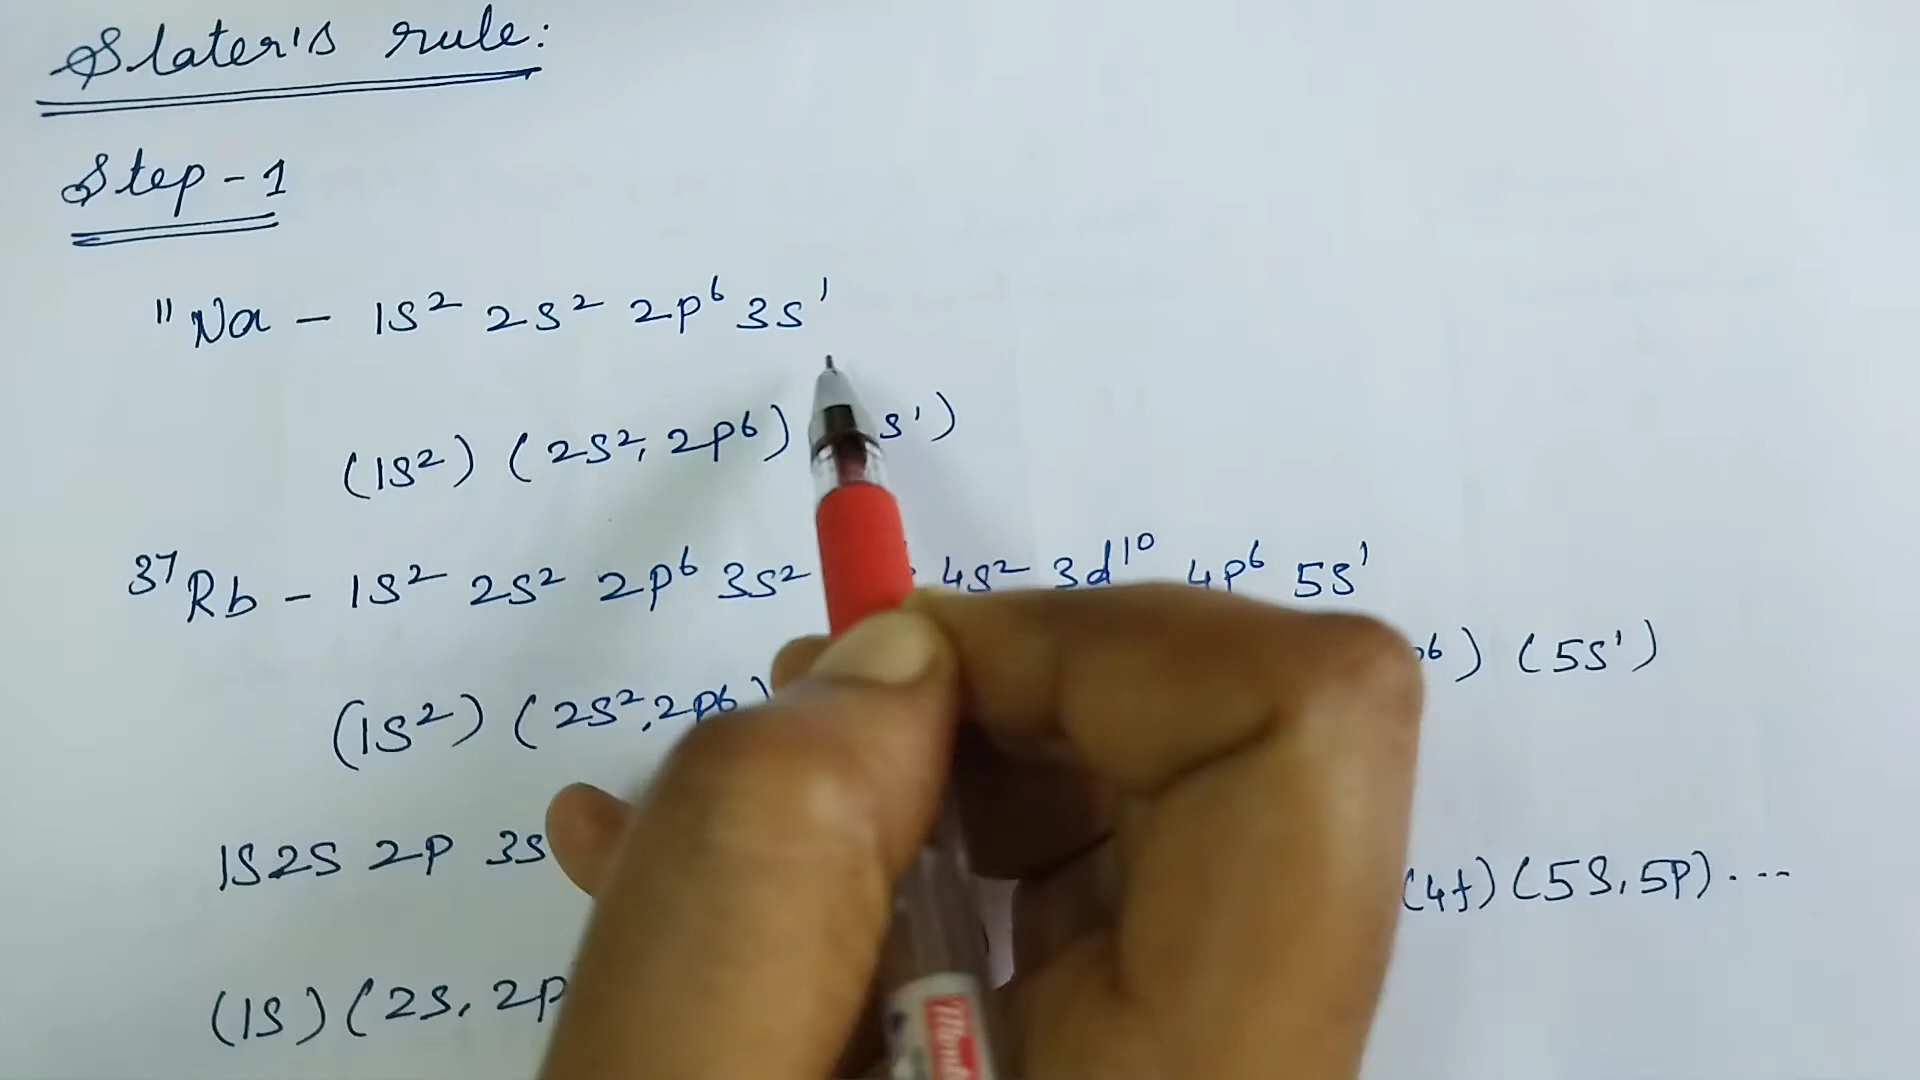 Slater's rule:
Step-1
¹¹Na - 1s² 2s² 2p⁶ 3s¹
(1s²) (2s², 2p⁶) s¹)
³⁷Rb - 1s² 2s² 2p⁶ 3s² 4s² 3d¹⁰ 4p⁶ 5s¹
(1s²) (2s², 2p⁶) ⁶) (5s¹)
1s 2s 2p 3s (4f) (5s, 5p) ...
(1s) (2s, 2p